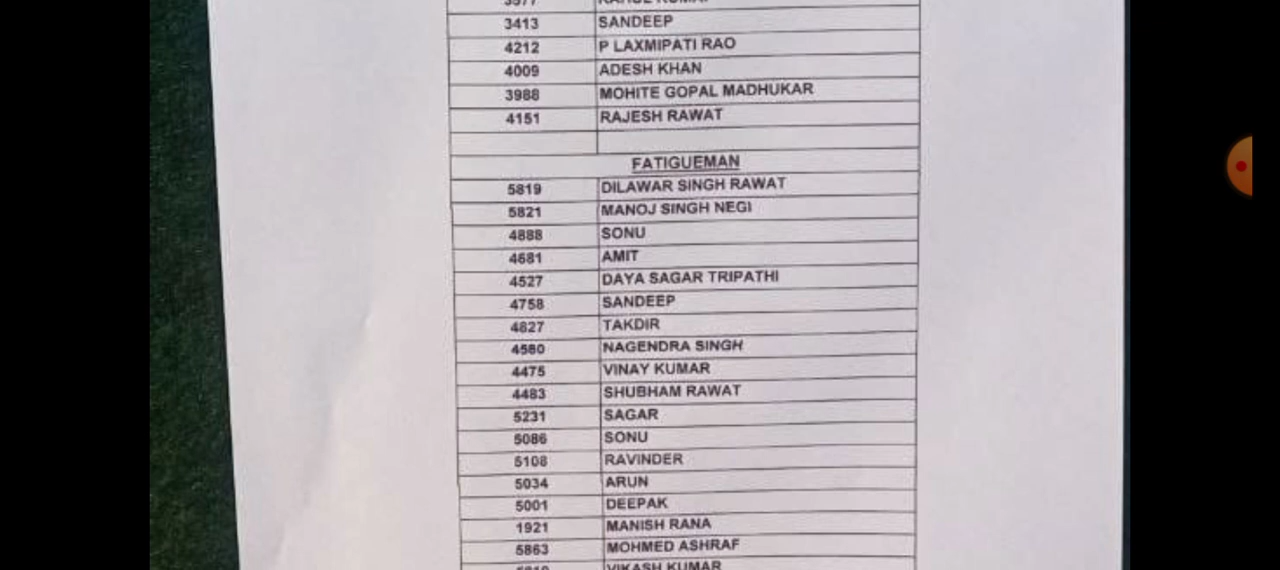 3413 SANDEEP
4212 P LAXMIPATI RAO
4009 ADESH KHAN
3988 MOHITE GOPAL MADHUKAR
4151 RAJESH RAWAT
FATIGUEMAN
5819 DILAWAR SINGH RAWAT
5821 MANOJ SINGH NEGI
4888 SONU
4681 AMIT
4527 DAYA SAGAR TRIPATHI
4758 SANDEEP
4827 TAKDIR
4560 NAGENDRA SINGH
4475 VINAY KUMAR
4483 SHUBHAM RAWAT
5231 SAGAR
5086 SONU
5108 RAVINDER
5034 ARUN
5001 DEEPAK
1921 MANISH RANA
5863 MOHMED ASHRAF
VIKASH KUMAR